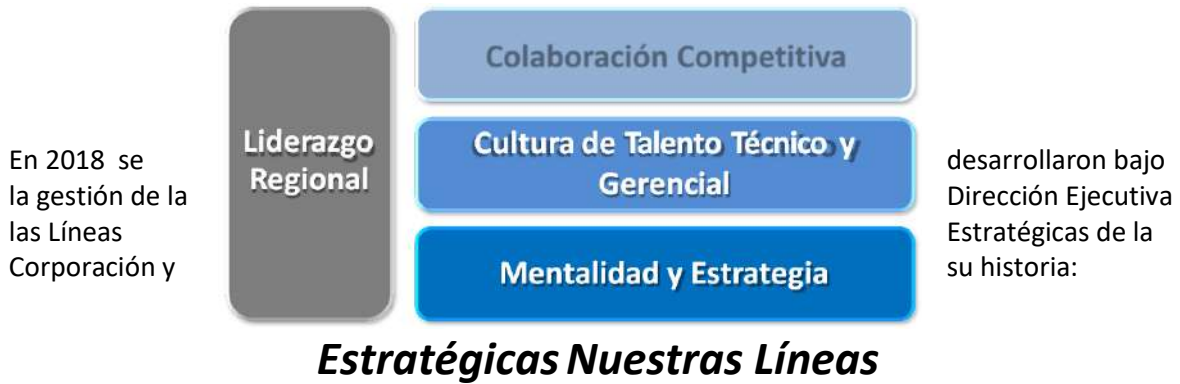 Colaboración Competitiva
Liderazgo
Regional
Cultura de Talento Técnico y
Gerencial
Mentalidad y Estrategia
En 2018 se desarrollaron bajo
la gestión de la Dirección Ejecutiva
las Líneas Estratégicas de la
Corporación y su historia:
Estratégicas Nuestras Líneas